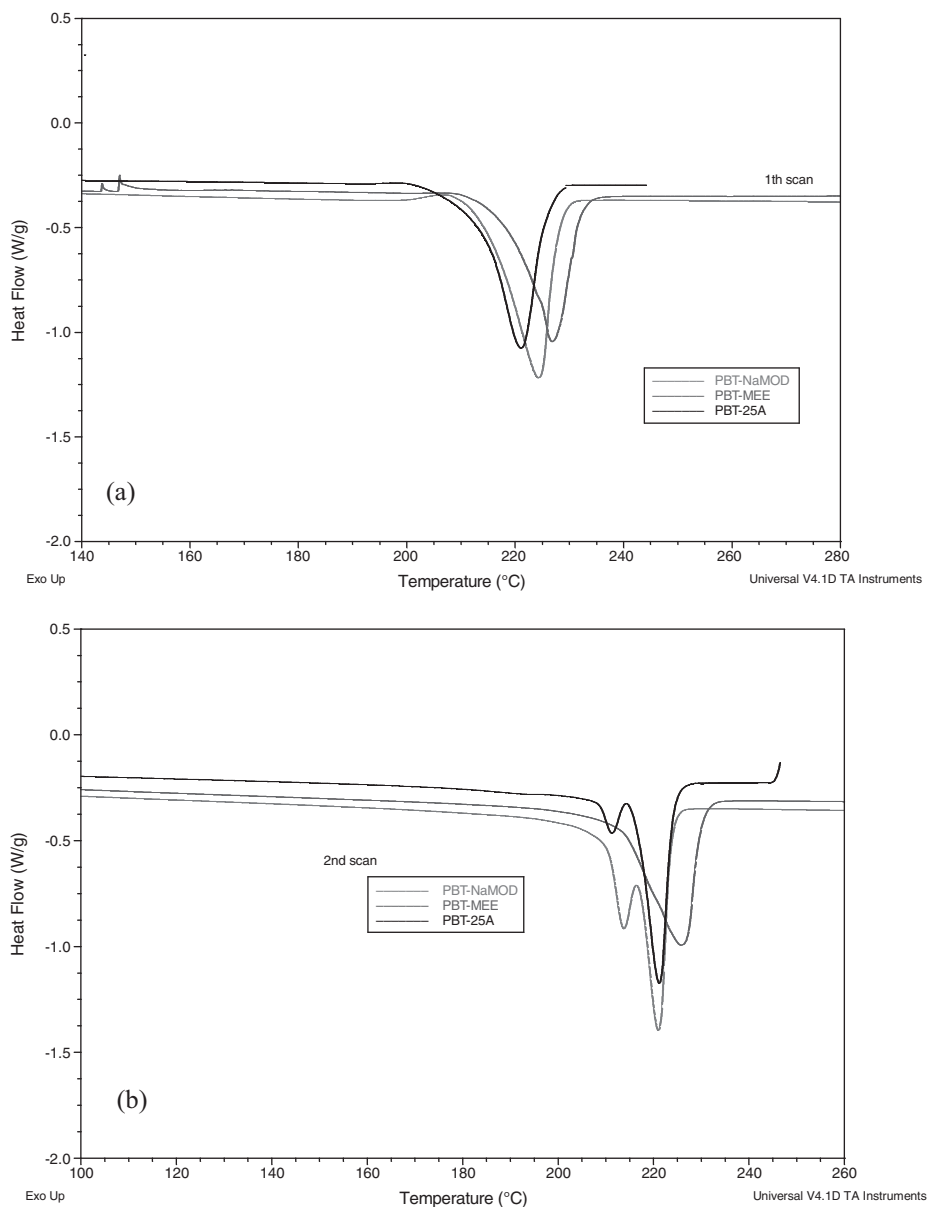 0.5
0.0
-0.5
-1.0
-1.5
-2.0
Heat Flow (W/g)
1th scan
PBT-NaMOD
PBT-MEE
PBT-25A
(a)
140 160 180 200 220 240 260 280
Exo Up
Temperature (°C)
Universal V4.1D TA Instruments
0.5
0.0
-0.5
-1.0
-1.5
-2.0
Heat Flow (W/g)
2nd scan
PBT-NaMOD
PBT-MEE
PBT-25A
(b)
100 120 140 160 180 200 220 240 260
Exo Up
Temperature (°C)
Universal V4.1D TA Instruments